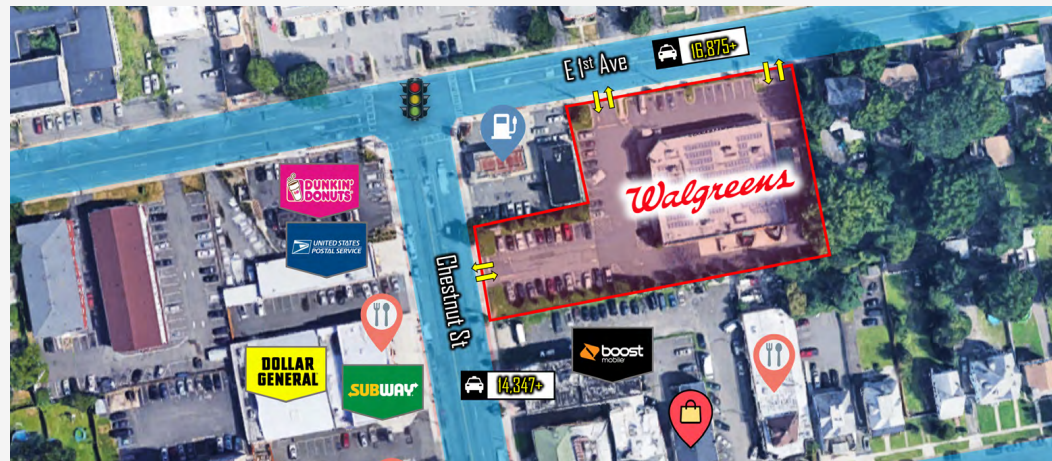 E 1st Ave
16,875+
DUNKIN'
DONUTS
UNITED STATES
POSTAL SERVICE
Walgreens
Chestnut St
DOLLAR
GENERAL
SUBWAY
boost
mobile
14,347+